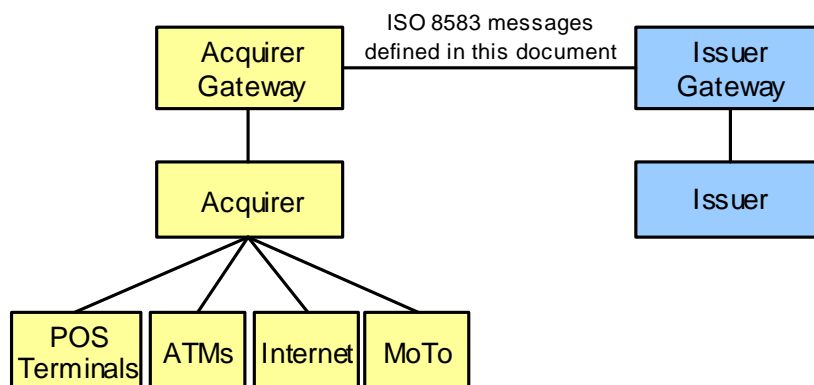 ISO 8583 messages
defined in this document
Acquirer
Gateway
Issuer
Gateway
Acquirer
Issuer
POS
Terminals
ATMs
Internet
MoTo